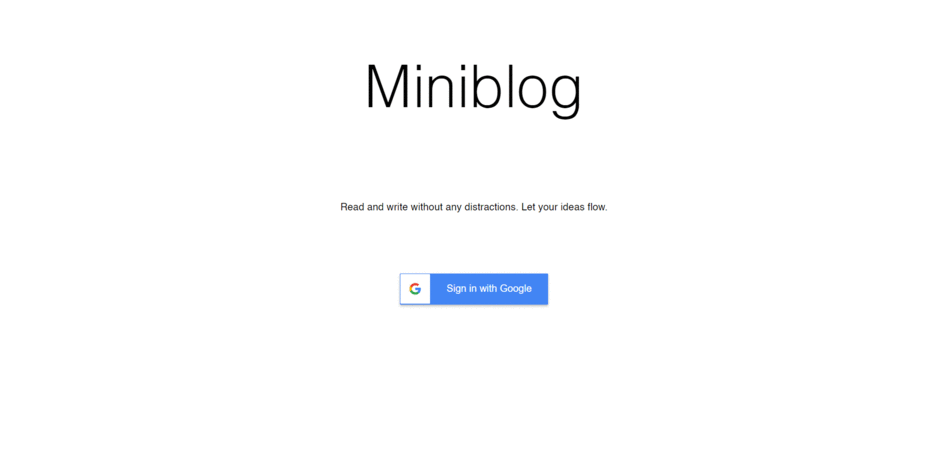 Miniblog
Read and write without any distractions. Let your ideas flow.
Sign in with Google